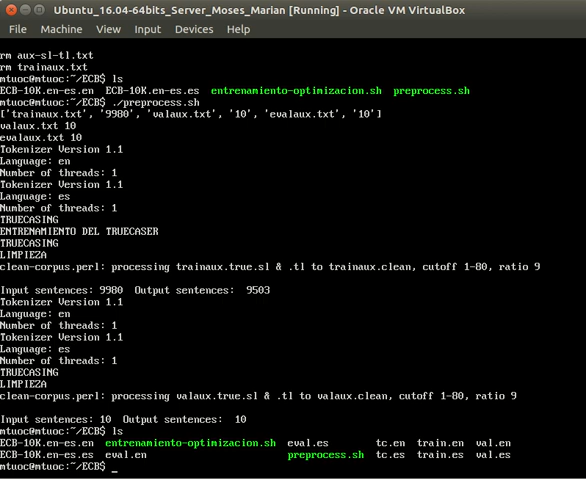 Ubuntu_16.04-64bits_Server_Moses_Marian [Running] - Oracle VM VirtualBox
File Machine View Input Devices Help
rm aux-sl-tl.txt
rm trainaux.txt
mtuoc@mtuoc:~/ECB$ ls
ECB-10K.en-es.en ECB-10K.en-es.es entrenamiento-optimizacion.sh preprocess.sh
mtuoc@mtuoc:~/ECB$ ./preprocess.sh
['trainaux.txt', '9980', 'valaux.txt', '10', 'evalaux.txt', '10']
valaux.txt 10
evalaux.txt 10
Tokenizer Version 1.1
Language: en
Number of threads: 1
Tokenizer Version 1.1
Language: es
Number of threads: 1
TRUECASING
ENTRENAMIENTO DEL TRUECASER
TRUECASING
LIMPIEZA
clean-corpus.perl: processing trainaux.true.sl & .tl to trainaux.clean, cutoff 1-80, ratio 9
Input sentences: 9980 Output sentences: 9503
Tokenizer Version 1.1
Language: en
Number of threads: 1
Tokenizer Version 1.1
Language: es
Number of threads: 1
TRUECASING
LIMPIEZA
clean-corpus.perl: processing valaux.true.sl & .tl to valaux.clean, cutoff 1-80, ratio 9
Input sentences: 10 Output sentences: 10
mtuoc@mtuoc:~/ECB$ ls
ECB-10K.en-es.en entrenamiento-optimizacion.sh eval.es tc.en train.en val.en
ECB-10K.en-es.es eval.en preprocess.sh tc.es train.es val.es
mtuoc@mtuoc:~/ECB$ _